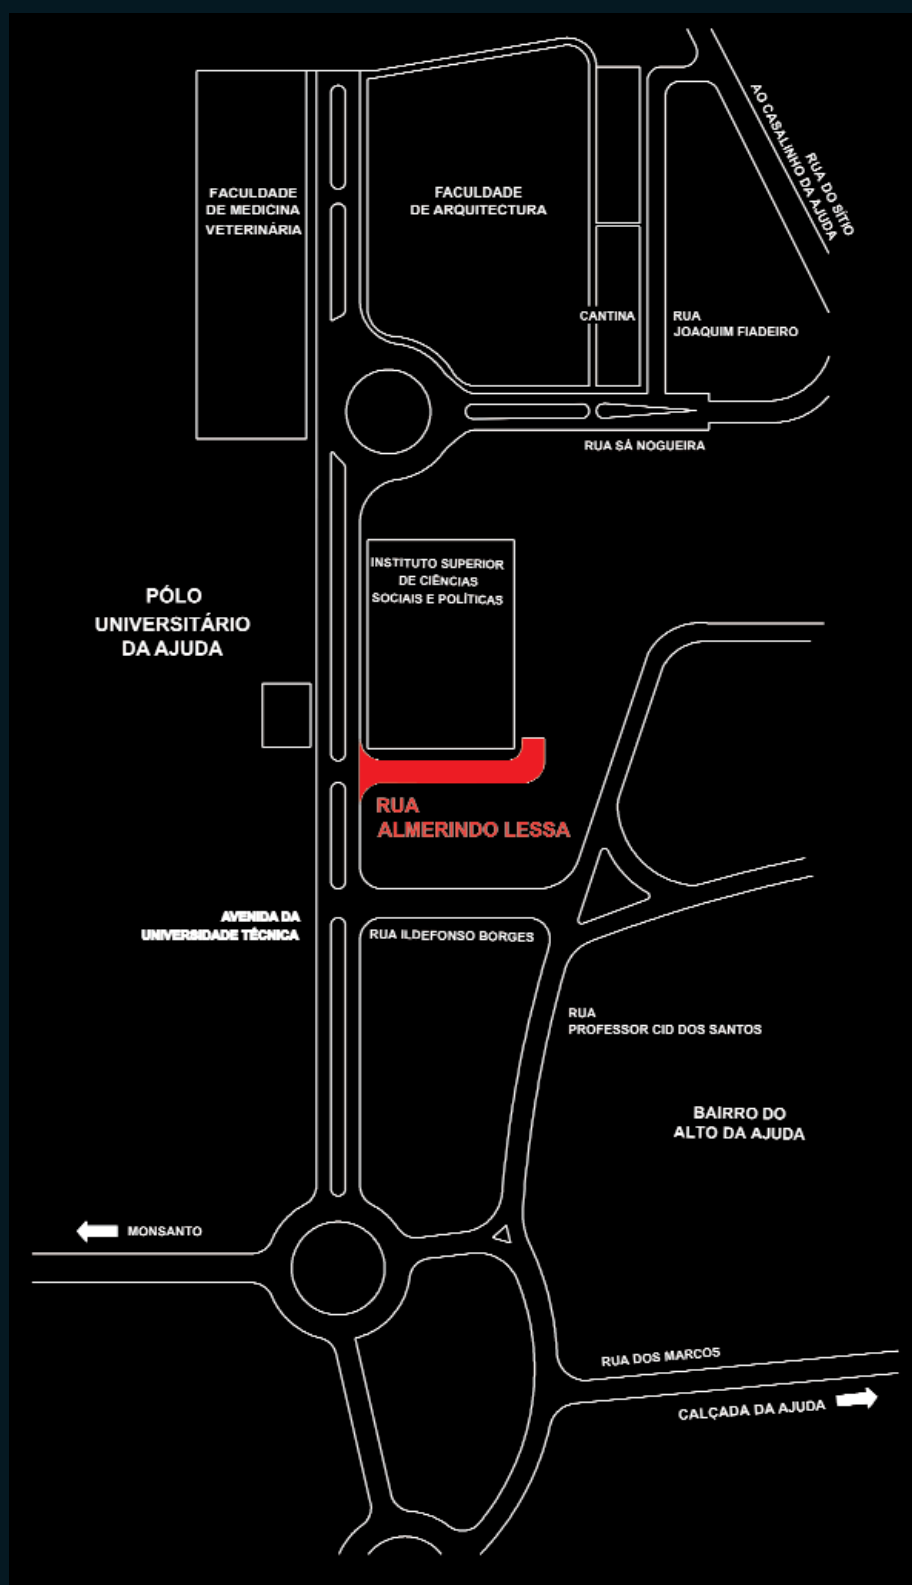 AO CASALINHO DA AJUDA
RUA DO SÍTIO
FACULDADE
DE MEDICINA
VETERINÁRIA
FACULDADE
DE ARQUITECTURA
CANTINA
RUA
JOAQUIM FIADEIRO
RUA SÁ NOGUEIRA
INSTITUTO SUPERIOR
DE CIÊNCIAS
SOCIAIS E POLÍTICAS
PÓLO
UNIVERSITÁRIO
DA AJUDA
RUA
ALMERINDO LESSA
AVENIDA DA
UNIVERSIDADE TÉCNICA
RUA ILDEFONSO BORGES
RUA
PROFESSOR CID DOS SANTOS
BAIRRO DO
ALTO DA AJUDA
MONSANTO
RUA DOS MARCOS
CALÇADA DA AJUDA